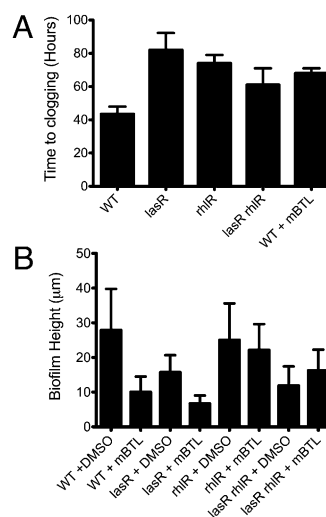 A
Time to clogging (Hours)
100
80
60
40
20
0
WT
lasR
rhlR
lasR rhlR
WT + mBTL
B
Biofilm Height (μm)
50
40
30
20
10
0
WT +DMSO
WT + mBTL
lasR + DMSO
lasR + mBTL
rhlR + DMSO
rhlR + mBTL
lasR rhlR + DMSO
lasR rhlR + mBTL